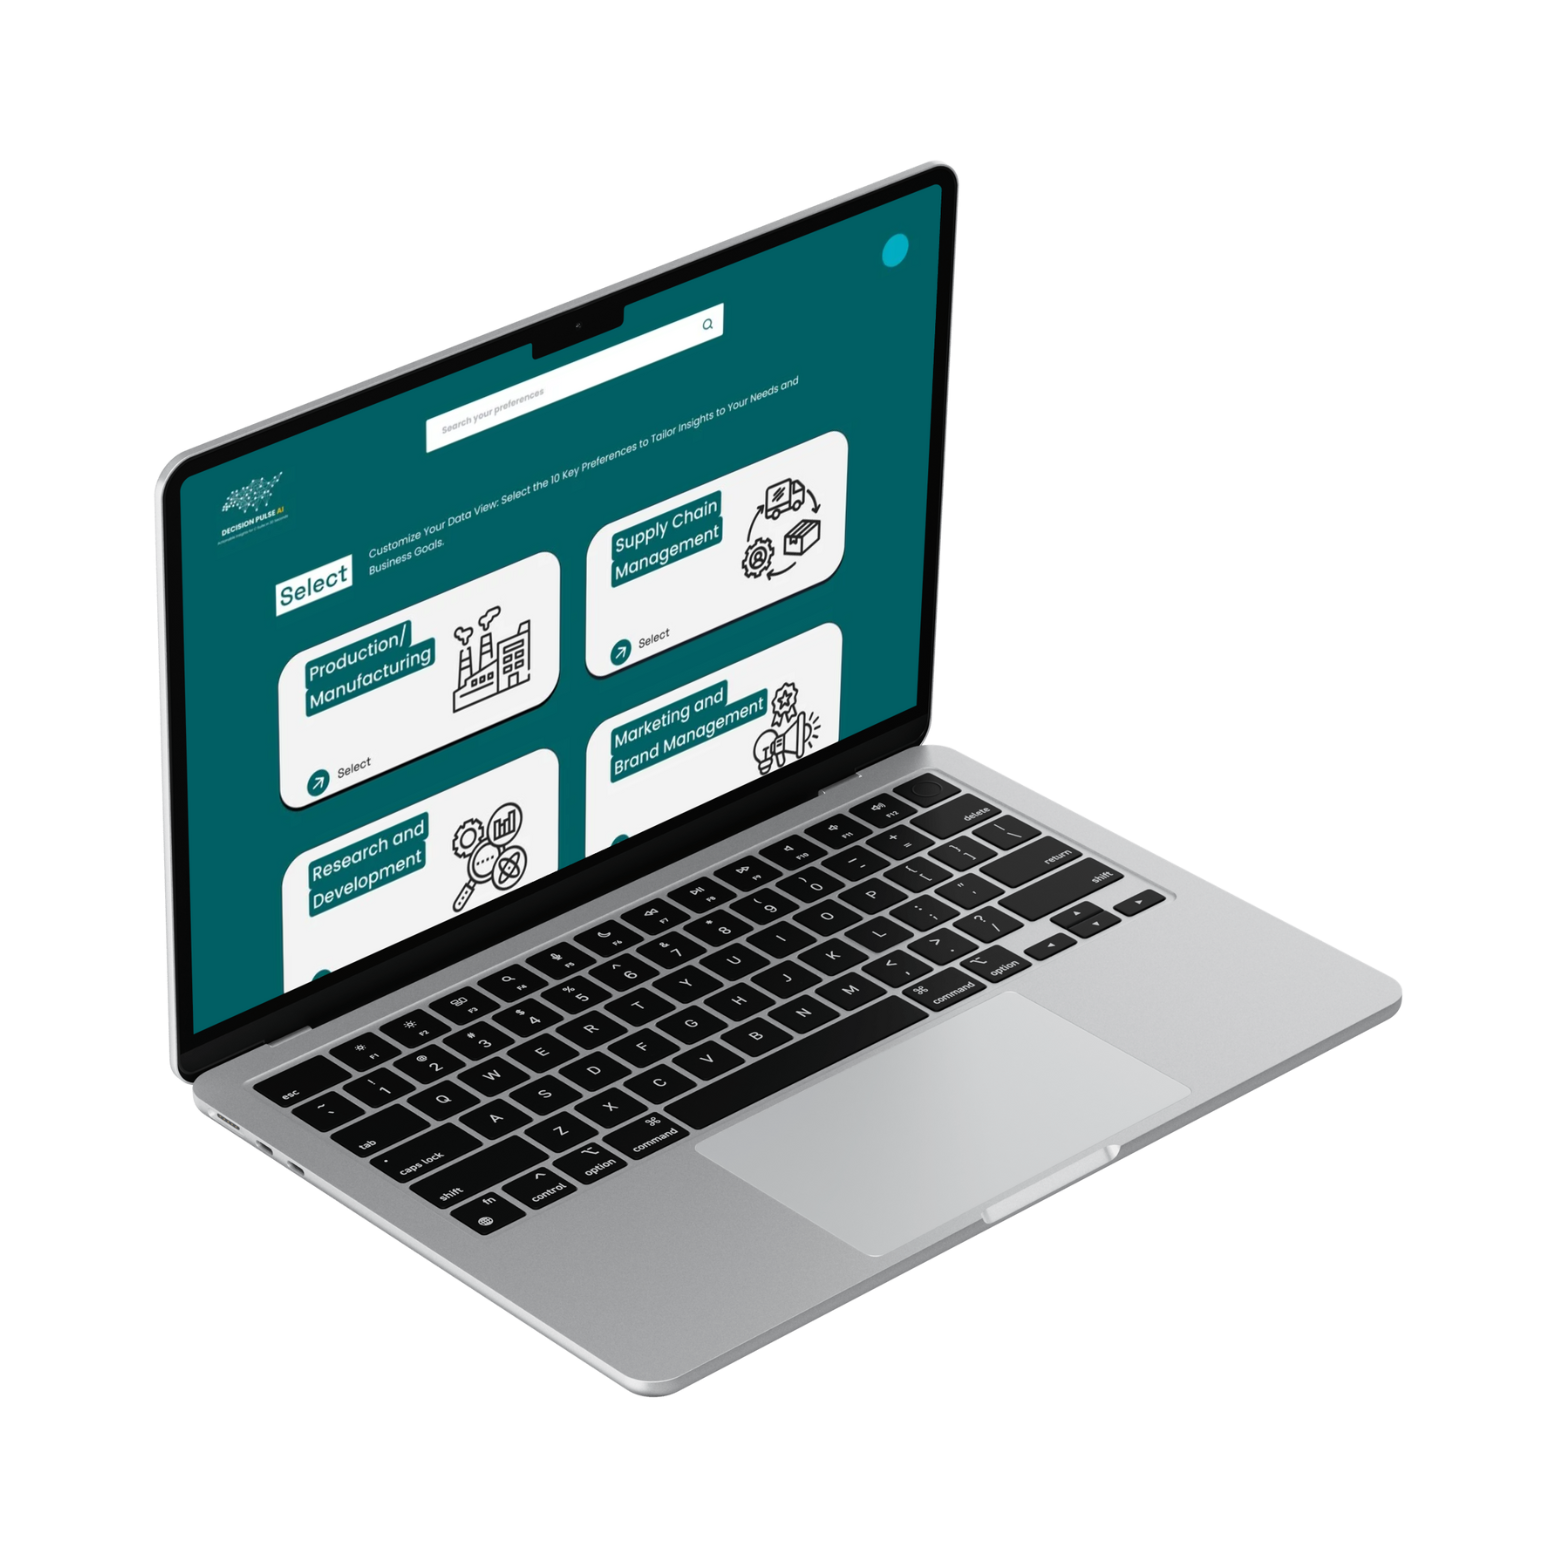 Search your preferences
DECISION PULSE AI
Select
Customize Your Data View: Select the 10 Key Preferences to Tailor Insights to Your Needs and
Business Goals.
Production/
Manufacturing
Select
Supply Chain
Management
Select
Research and
Development
Marketing and
Brand Management
esc
F1
F2
F3
F4
F5
F6
F7
F8
F9
F10
F11
F12
~ `
! 1
@ 2
# 3
$ 4
% 5
^ 6
& 7
* 8
( 9
) 0
_ -
+ =
delete
tab
Q W E R T Y U I O P { [ } ] | \
caps lock
A S D F G H J K L : ; " '
return
shift
Z X C V B N M < , > . ? /
shift
fn
control
option
command
command
option